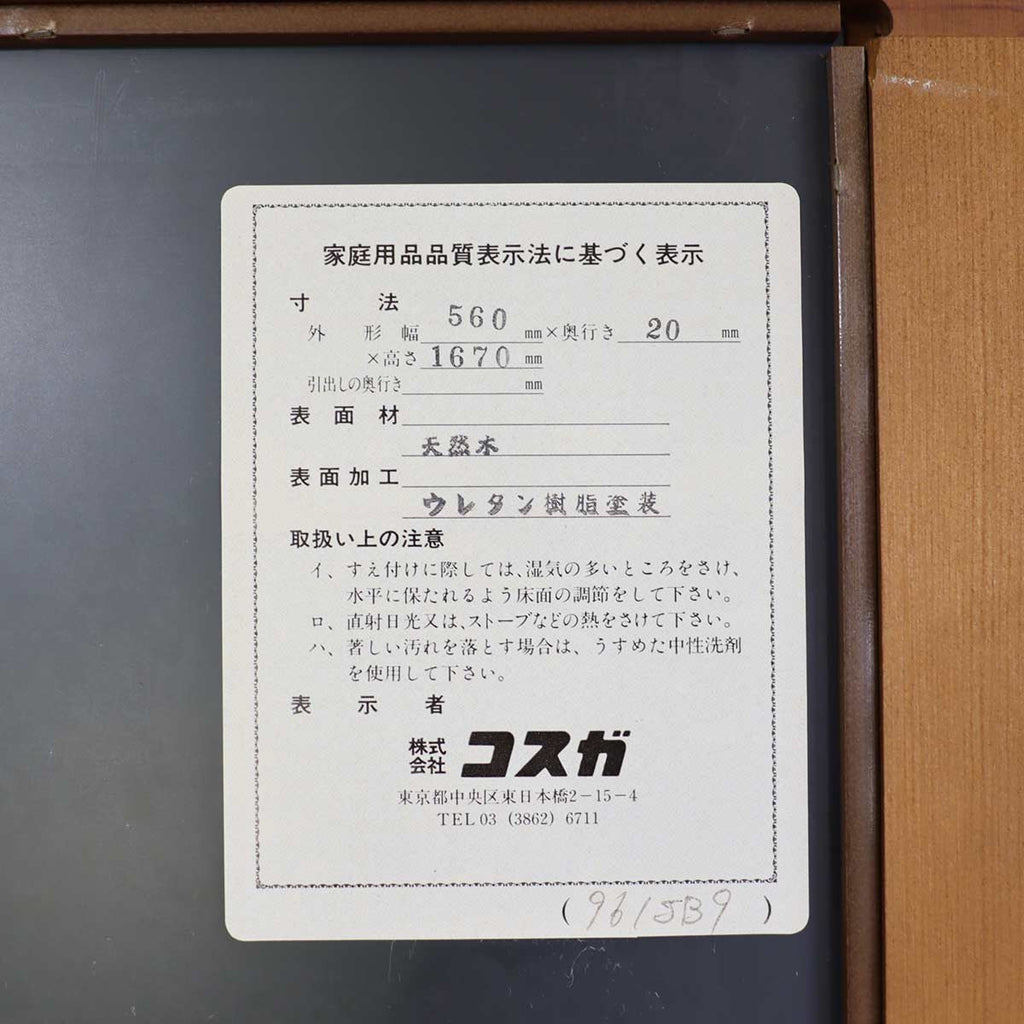 家庭用品品質表示法に基づく表示
寸法
外形幅 560 mm×奥行き 20 mm
×高さ 1670 mm
引出しの奥行き mm
表面材
天然木
表面加工
ウレタン樹脂塗装
取扱い上の注意
イ、すえ付けに際しては、湿気の多いところをさけ、
水平に保たれるよう床面の調節をして下さい。
ロ、直射日光又は、ストーブなどの熱をさけて下さい。
ハ、著しい汚れを落とす場合は、うすめた中性洗剤
を使用して下さい。
表示者
株式会社 コスガ
東京都中央区東日本橋2−15−4
TEL 03 (3862) 6711
( 9615B9 )